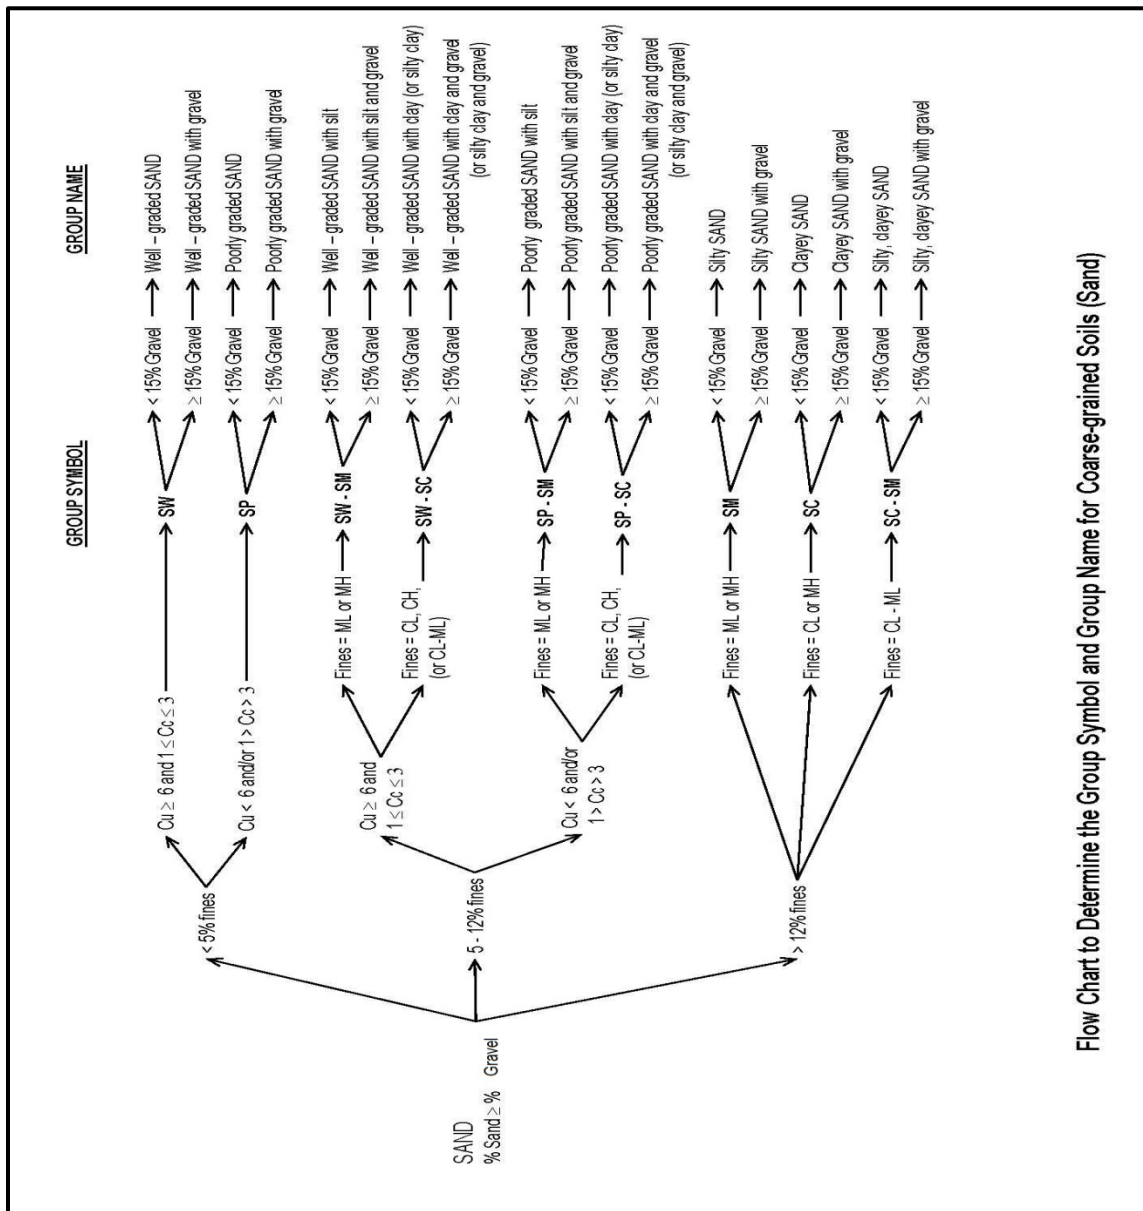 GROUP SYMBOL
GROUP NAME
SAND
% Sand ≥ % Gravel
< 5% fines
Cu ≥ 6 and 1 ≤ Cc ≤ 3
SW
< 15% Gravel
Well – graded SAND
≥ 15% Gravel
Well – graded SAND with gravel
Cu < 6 and/or 1 > Cc > 3
SP
< 15% Gravel
Poorly graded SAND
≥ 15% Gravel
Poorly graded SAND with gravel
5 - 12% fines
Cu ≥ 6 and
1 ≤ Cc ≤ 3
Fines = ML or MH
SW - SM
< 15% Gravel
Well – graded SAND with silt
≥ 15% Gravel
Well – graded SAND with silt and gravel
Fines = CL, CH,
(or CL-ML)
SW - SC
< 15% Gravel
Well – graded SAND with clay (or silty clay)
≥ 15% Gravel
Well – graded SAND with clay and gravel
(or silty clay and gravel)
Cu < 6 and/or
1 > Cc > 3
Fines = ML or MH
SP - SM
< 15% Gravel
Poorly graded SAND with silt
≥ 15% Gravel
Poorly graded SAND with silt and gravel
Fines = CL, CH,
(or CL-ML)
SP - SC
< 15% Gravel
Poorly graded SAND with clay (or silty clay)
≥ 15% Gravel
Poorly graded SAND with clay and gravel
(or silty clay and gravel)
> 12% fines
Fines = ML or MH
SM
< 15% Gravel
Silty SAND
≥ 15% Gravel
Silty SAND with gravel
Fines = CL or MH
SC
< 15% Gravel
Clayey SAND
≥ 15% Gravel
Clayey SAND with gravel
Fines = CL - ML
SC - SM
< 15% Gravel
Silty, clayey SAND
≥ 15% Gravel
Silty, clayey SAND with gravel
Flow Chart to Determine the Group Symbol and Group Name for Coarse-grained Soils (Sand)